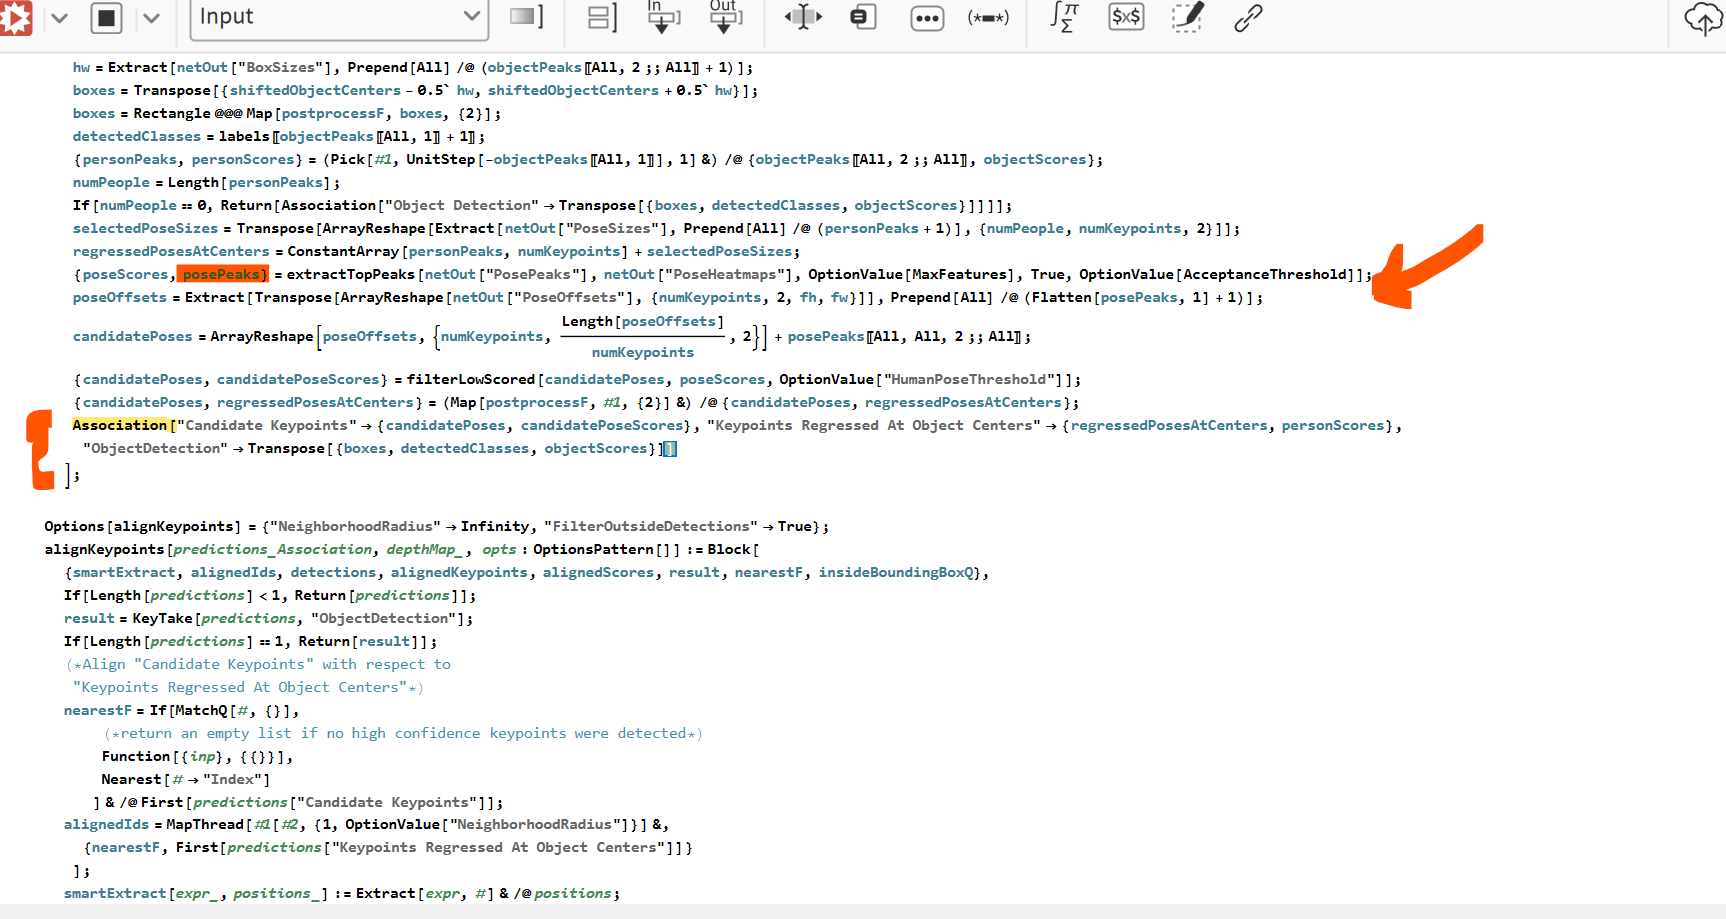 Input
In
Out
(*▪*)
∫π
Σ
$x$
hw = Extract[netOut["BoxSizes"], Prepend[All] /@ (objectPeaks〚All, 2 ;; All〛 + 1)];
boxes = Transpose[{shiftedObjectCenters - 0.5` hw, shiftedObjectCenters + 0.5` hw}];
boxes = Rectangle @@@ Map[postprocessF, boxes, {2}];
detectedClasses = labels〚objectPeaks〚All, 1〛 + 1〛;
{personPeaks, personScores} = (Pick[#1, UnitStep[-objectPeaks〚All, 1〛], 1] &) /@ {objectPeaks〚All, 2 ;; All〛, objectScores};
numPeople = Length[personPeaks];
If[numPeople == 0, Return[Association["Object Detection" → Transpose[{boxes, detectedClasses, objectScores}]]]];
selectedPoseSizes = Transpose[ArrayReshape[Extract[netOut["PoseSizes"], Prepend[All] /@ (personPeaks + 1)], {numPeople, numKeypoints, 2}]];
regressedPosesAtCenters = ConstantArray[personPeaks, numKeypoints] + selectedPoseSizes;
{poseScores, posePeaks} = extractTopPeaks[netOut["PosePeaks"], netOut["PoseHeatmaps"], OptionValue[MaxFeatures], True, OptionValue[AcceptanceThreshold]];
poseOffsets = Extract[Transpose[ArrayReshape[netOut["PoseOffsets"], {numKeypoints, 2, fh, fw}]], Prepend[All] /@ (Flatten[posePeaks, 1] + 1)];
candidatePoses = ArrayReshape[poseOffsets, {numKeypoints, Length[poseOffsets] / numKeypoints, 2}] + posePeaks〚All, All, 2 ;; All〛;
{candidatePoses, candidatePoseScores} = filterLowScored[candidatePoses, poseScores, OptionValue["HumanPoseThreshold"]];
{candidatePoses, regressedPosesAtCenters} = (Map[postprocessF, #1, {2}] &) /@ {candidatePoses, regressedPosesAtCenters};
Association["Candidate Keypoints" → {candidatePoses, candidatePoseScores}, "Keypoints Regressed At Object Centers" → {regressedPosesAtCenters, personScores},
"ObjectDetection" → Transpose[{boxes, detectedClasses, objectScores}]]
];
Options[alignKeypoints] = {"NeighborhoodRadius" → Infinity, "FilterOutsideDetections" → True};
alignKeypoints[predictions_Association, depthMap_, opts : OptionsPattern[]] := Block[
{smartExtract, alignedIds, detections, alignedKeypoints, alignedScores, result, nearestF, insideBoundingBoxQ},
If[Length[predictions] < 1, Return[predictions]];
result = KeyTake[predictions, "ObjectDetection"];
If[Length[predictions] == 1, Return[result]];
(*Align "Candidate Keypoints" with respect to
"Keypoints Regressed At Object Centers"*)
nearestF = If[MatchQ[#, {}],
(*return an empty list if no high confidence keypoints were detected*)
Function[{inp}, {{}}],
Nearest[# → "Index"]
] & /@ First[predictions["Candidate Keypoints"]];
alignedIds = MapThread[#1[#2, {1, OptionValue["NeighborhoodRadius"]}] &,
{nearestF, First[predictions["Keypoints Regressed At Object Centers"]]}
];
smartExtract[expr_, positions_] := Extract[expr, #] & /@ positions;